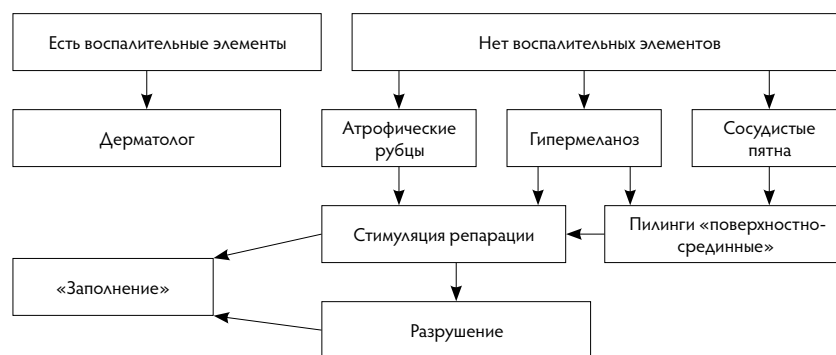 Есть воспалительные элементы
Нет воспалительных элементов
Дерматолог
Атрофические
рубцы
Гипермеланоз
Сосудистые
пятна
Стимуляция репарации
Пилинги «поверхностно-
срединные»
«Заполнение»
Разрушение